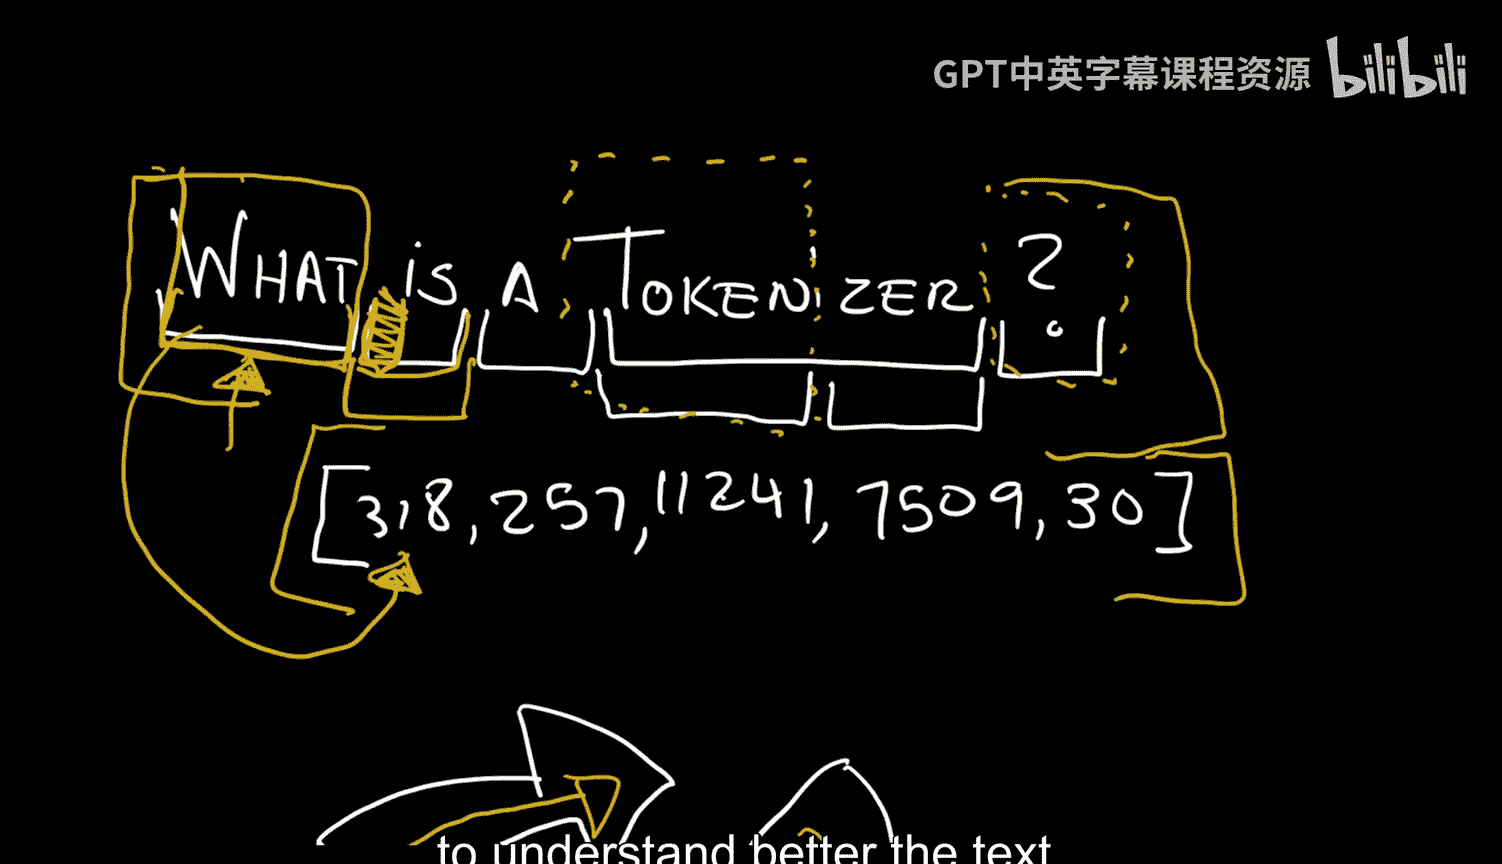 GPT中英字幕课程资源 bilibili
WHAT is A TOKENIZER ?
[318, 257, 11241, 7509, 30]
to understand better the text